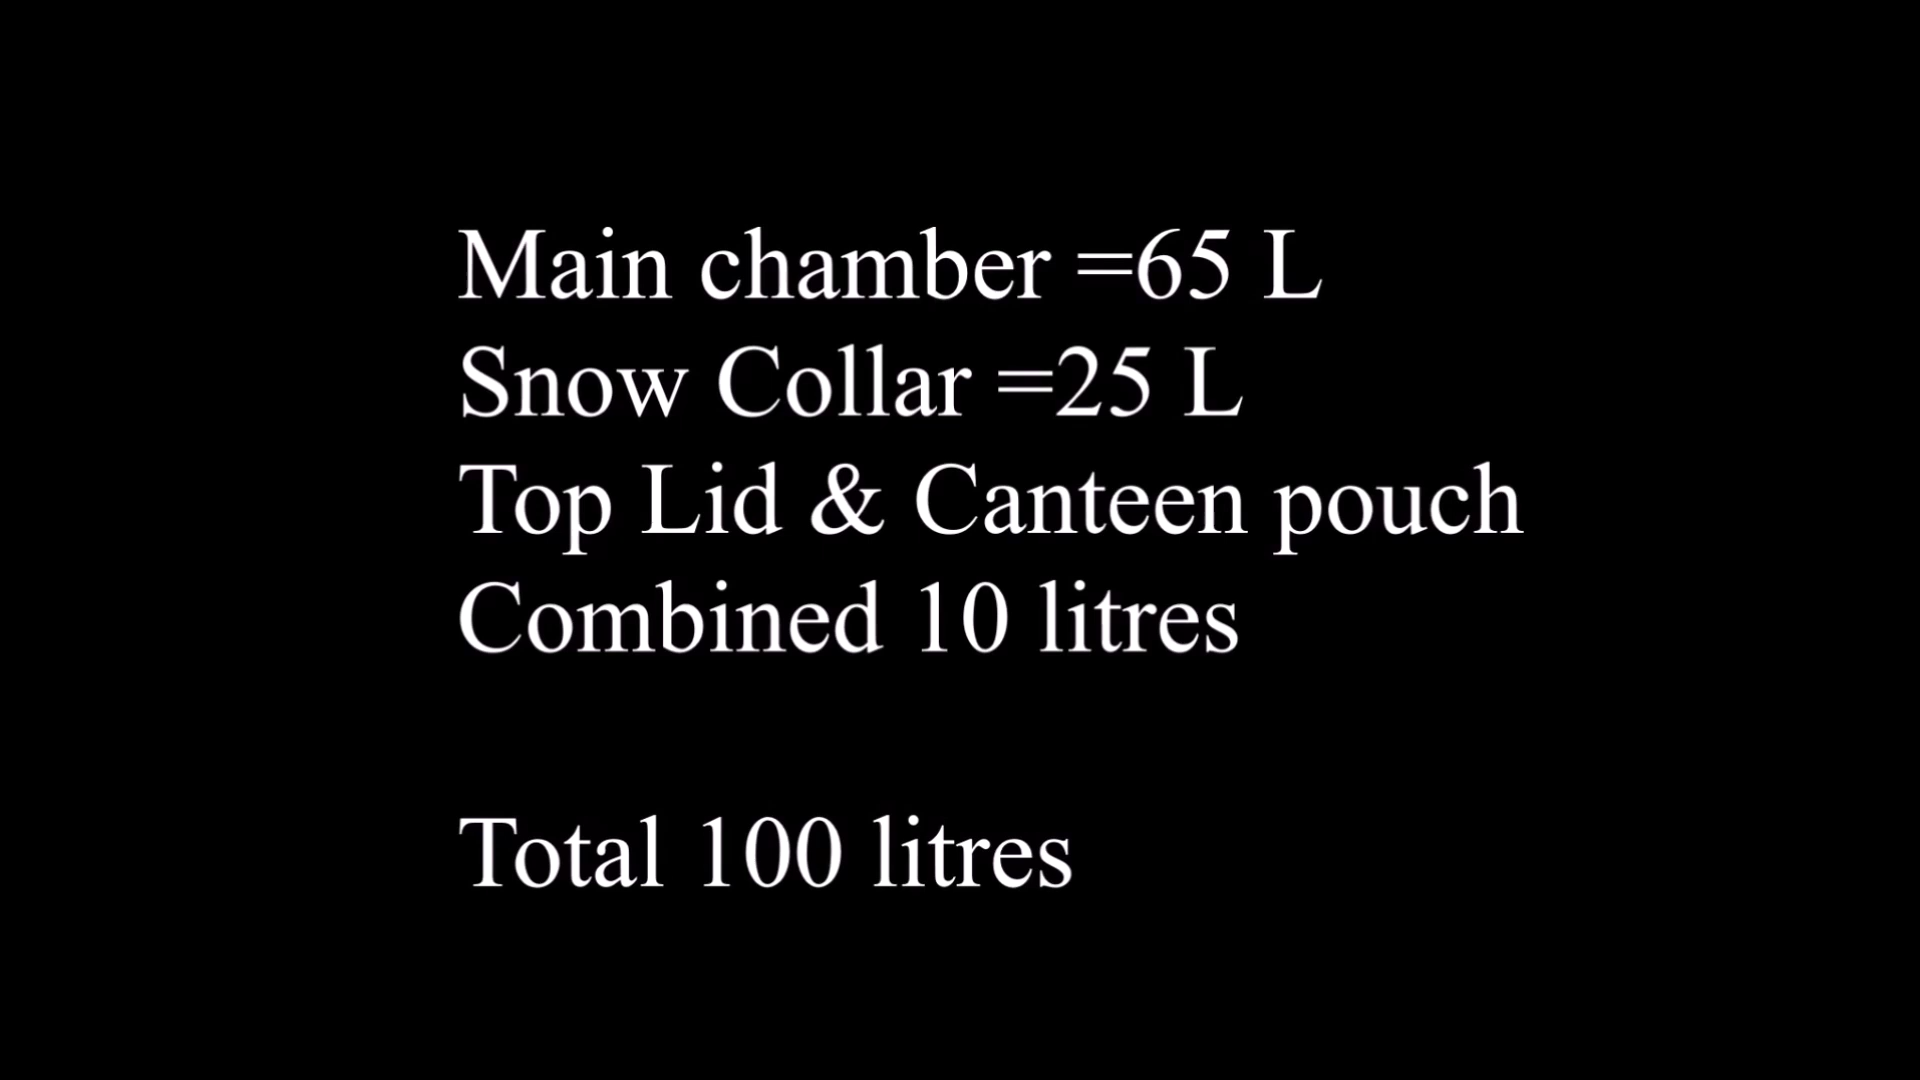 Main chamber =65 L
Snow Collar =25 L
Top Lid & Canteen pouch
Combined 10 litres
Total 100 litres